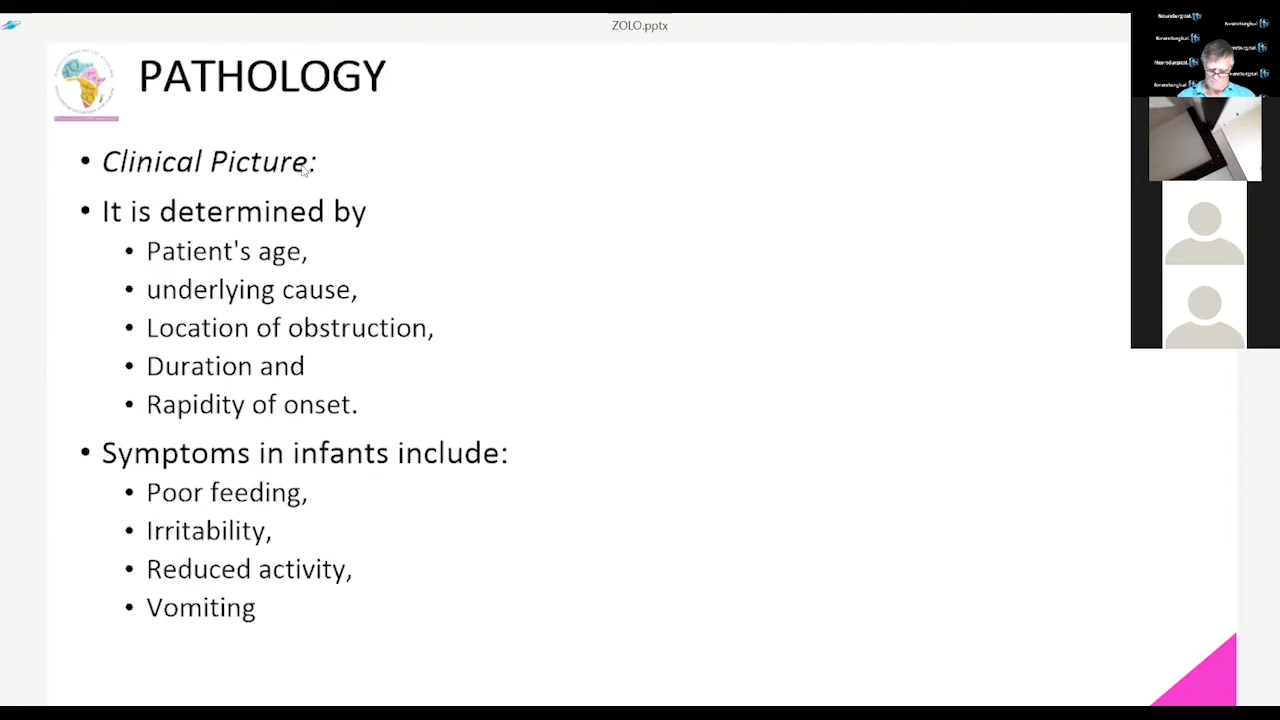 ZOLO.pptx
PATHOLOGY
• Clinical Picture:
• It is determined by
• Patient's age,
• underlying cause,
• Location of obstruction,
• Duration and
• Rapidity of onset.
• Symptoms in infants include:
• Poor feeding,
• Irritability,
• Reduced activity,
• Vomiting